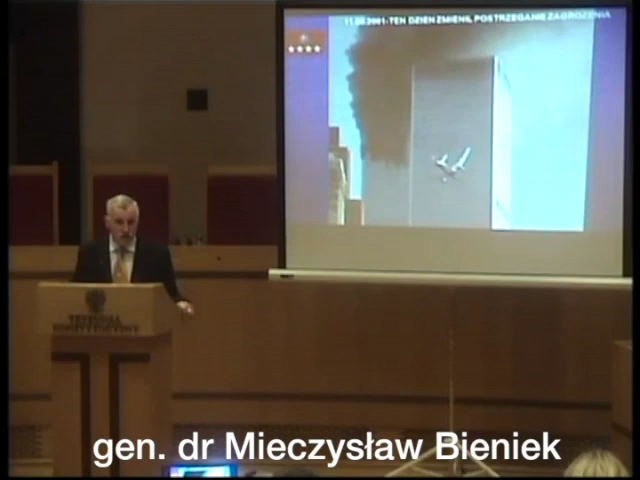 11.09.2001-TEN DZIEŃ ZMIENIŁ POSTRZEGANIE ZAGROŻENIA
TRYBUNAŁ
KONSTYTUCYJNY
gen. dr Mieczysław Bieniek